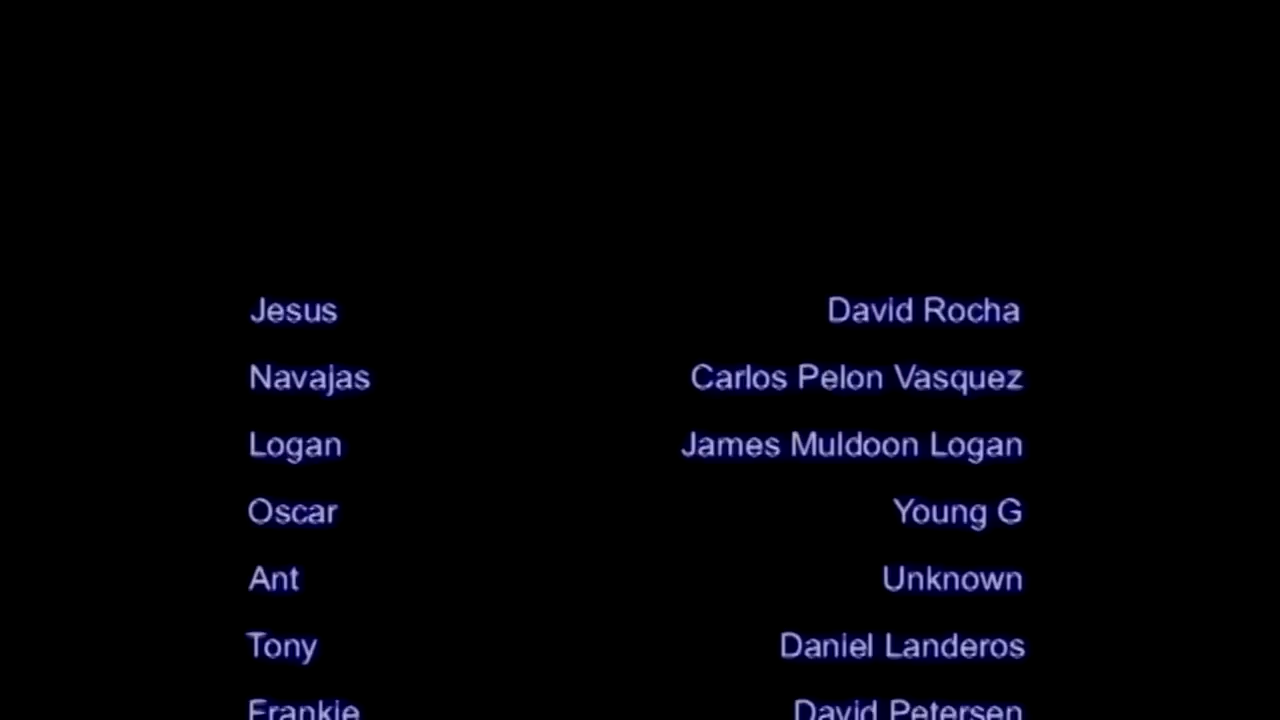 Jesus David Rocha
Navajas Carlos Pelon Vasquez
Logan James Muldoon Logan
Oscar Young G
Ant Unknown
Tony Daniel Landeros
Frankie David Petersen